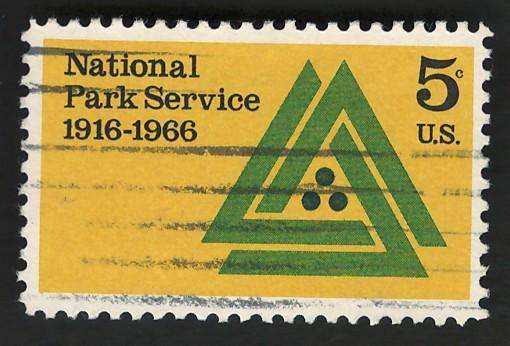 National
Park Service
1916-1966
5c
U.S.